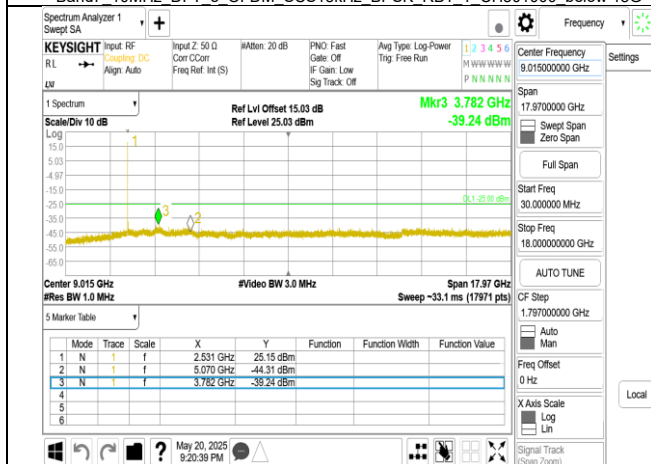 Spectrum Analyzer 1
Swept SA
Frequency
Settings
KEYSIGHT
RL
Input: RF
Coupling: DC
Align: Auto
Input Z: 50 Ω
Corr CCorr
Freq Ref: Int (S)
#Atten: 20 dB
PNO: Fast
Gate: Off
IF Gain: Low
Sig Track: Off
Avg Type: Log-Power
Trig: Free Run
1 2 3 4 5 6
M W W W W W
P N N N N N
LXI
1 Spectrum
Scale/Div 10 dB
Ref Lvl Offset 15.03 dB
Ref Level 25.03 dBm
Mkr3 3.782 GHz
-39.24 dBm
Log
15.0
5.03
-4.97
-15.0
-25.0
-35.0
-45.0
-55.0
-65.0
1
3
2
DL1 -25.00 dBm
Center 9.015 GHz
#Res BW 1.0 MHz
#Video BW 3.0 MHz
Span 17.97 GHz
Sweep ~33.1 ms (17971 pts)
5 Marker Table
Mode Trace Scale X Y Function Function Width Function Value
1 N 1 f 2.531 GHz 25.15 dBm
2 N 1 f 5.070 GHz -44.31 dBm
3 N 1 f 3.782 GHz -39.24 dBm
4
5
6
May 20, 2025
9:20:39 PM
Center Frequency
9.015000000 GHz
Span
17.9700000 GHz
Swept Span
Zero Span
Full Span
Start Freq
30.000000 MHz
Stop Freq
18.000000000 GHz
AUTO TUNE
CF Step
1.797000000 GHz
Auto
Man
Freq Offset
0 Hz
X Axis Scale
Log
Lin
Signal Track
(Span Zoom)
Local